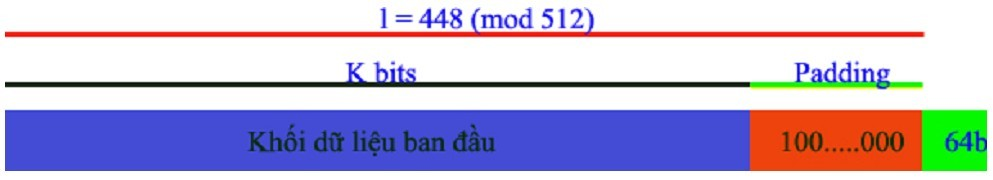 l = 448 (mod 512)
K bits Padding
Khối dữ liệu ban đầu 100.....000 64b